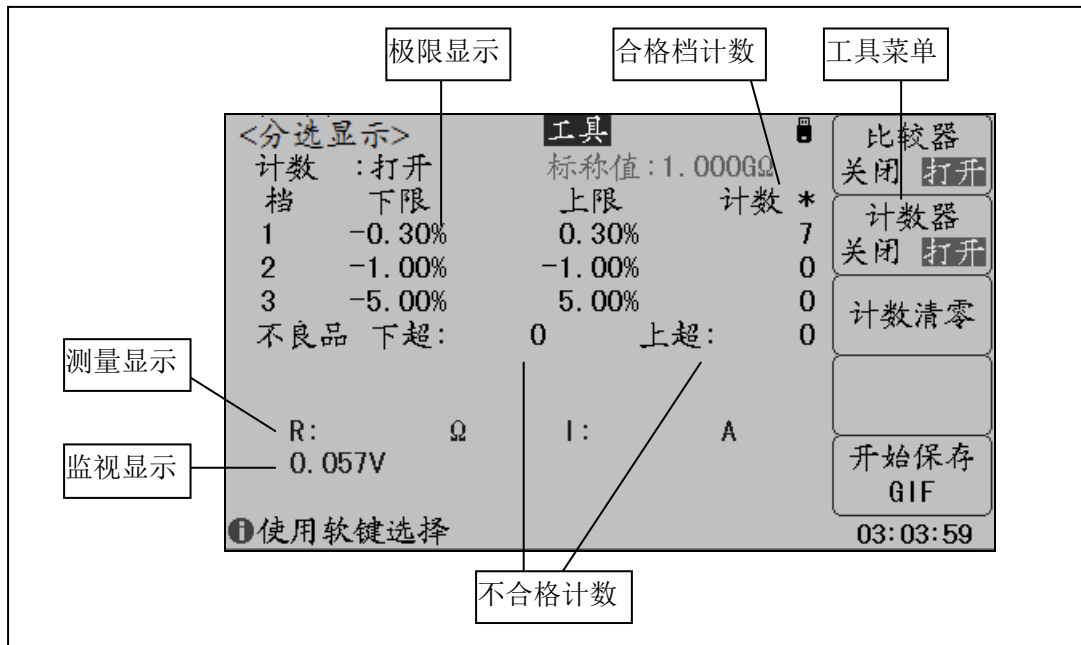 极限显示 合格档计数 工具菜单
<分选显示> 工具
计数 :打开 标称值:1.000GΩ
档 下限 上限 计数 *
1 -0.30% 0.30% 7
2 -1.00% -1.00% 0
3 -5.00% 5.00% 0
不良品 下超: 0 上超: 0
R: Ω I: A
0.057V
使用软键选择
比较器
关闭 打开
计数器
关闭 打开
计数清零
开始保存
GIF
03:03:59
测量显示
监视显示
不合格计数